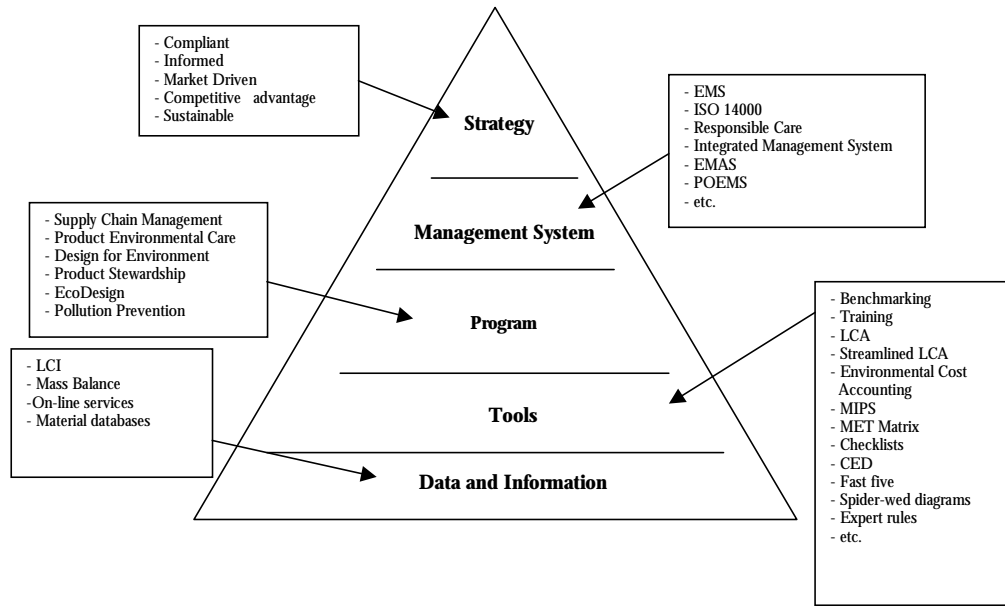 - Compliant
- Informed
- Market Driven
- Competitive advantage
- Sustainable
- EMS
- ISO 14000
- Responsible Care
- Integrated Management System
- EMAS
- POEMS
- etc.
Strategy
Management System
- Supply Chain Management
- Product Environmental Care
- Design for Environment
- Product Stewardship
- EcoDesign
- Pollution Prevention
Program
- Benchmarking
- Training
- LCA
- Streamlined LCA
- Environmental Cost
Accounting
- MIPS
- MET Matrix
- Checklists
- CED
- Fast five
- Spider-wed diagrams
- Expert rules
- etc.
- LCI
- Mass Balance
-On-line services
- Material databases
Tools
Data and Information